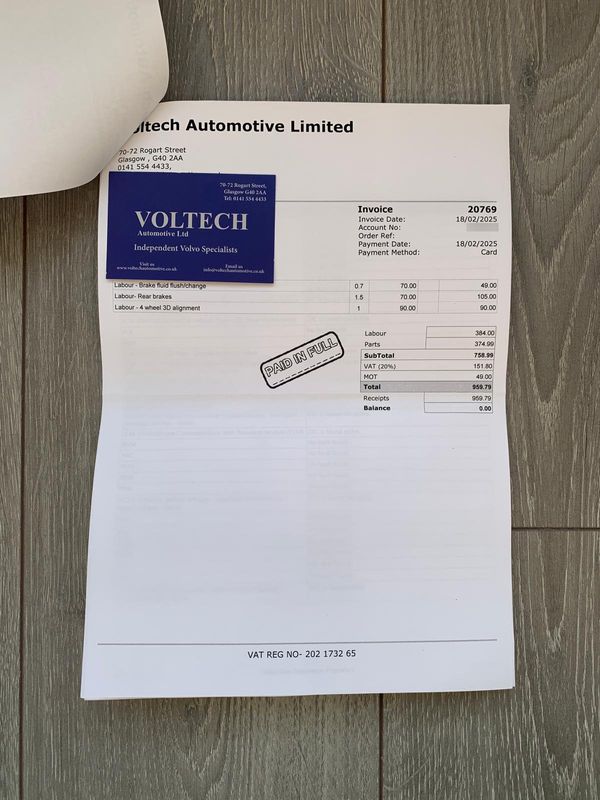 ltech Automotive Limited
70-72 Rogart Street
Glasgow , G40 2AA
0141 554 4433,
70-72 Rogart Street,
Glasgow G40 2AA
Tel: 0141 554 4433
VOLTECH
Automotive Ltd
Independent Volvo Specialists
Visit us
www.voltechautomotive.co.uk
Email us
info@voltechautomotive.co.uk
Invoice 20769
Invoice Date: 18/02/2025
Account No:
Order Ref:
Payment Date: 18/02/2025
Payment Method: Card
Labour - Brake fluid flush/change 0.7 70.00 49.00
Labour- Rear brakes 1.5 70.00 105.00
Labour - 4 wheel 3D alignment 1 90.00 90.00
PAID IN FULL
Labour 384.00
Parts 374.99
SubTotal 758.99
VAT (20%) 151.80
MOT 49.00
Total 959.79
Receipts 959.79
Balance 0.00
VAT REG NO- 202 1732 65